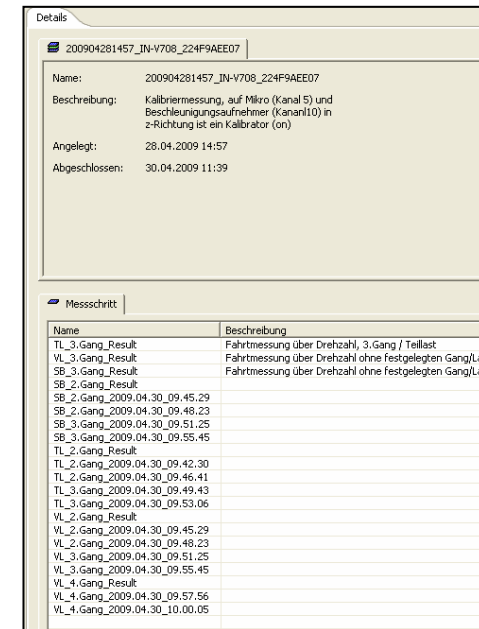 Details
200904281457_IN-V708_224F9AEE07
Name: 200904281457_IN-V708_224F9AEE07
Beschreibung: Kalibriermessung, auf Mikro (Kanal 5) und
Beschleunigungsaufnehmer (Kananl10) in
z-Richtung ist ein Kalibrator (on)
Angelegt: 28.04.2009 14:57
Abgeschlossen: 30.04.2009 11:39
Messschritt
Name Beschreibung
TL_3.Gang_Result Fahrtmessung über Drehzahl, 3.Gang / Teillast
VL_3.Gang_Result Fahrtmessung über Drehzahl ohne festgelegten Gang/La
SB_3.Gang_Result Fahrtmessung über Drehzahl ohne festgelegten Gang/La
SB_2.Gang_Result
SB_2.Gang_2009.04.30_09.45.29
SB_2.Gang_2009.04.30_09.48.23
SB_3.Gang_2009.04.30_09.51.25
SB_3.Gang_2009.04.30_09.55.45
TL_2.Gang_Result
TL_2.Gang_2009.04.30_09.42.30
TL_2.Gang_2009.04.30_09.46.41
TL_3.Gang_2009.04.30_09.49.43
TL_3.Gang_2009.04.30_09.53.06
VL_2.Gang_Result
VL_2.Gang_2009.04.30_09.45.29
VL_2.Gang_2009.04.30_09.48.23
VL_3.Gang_2009.04.30_09.51.25
VL_3.Gang_2009.04.30_09.55.45
VL_4.Gang_Result
VL_4.Gang_2009.04.30_09.57.56
VL_4.Gang_2009.04.30_10.00.05